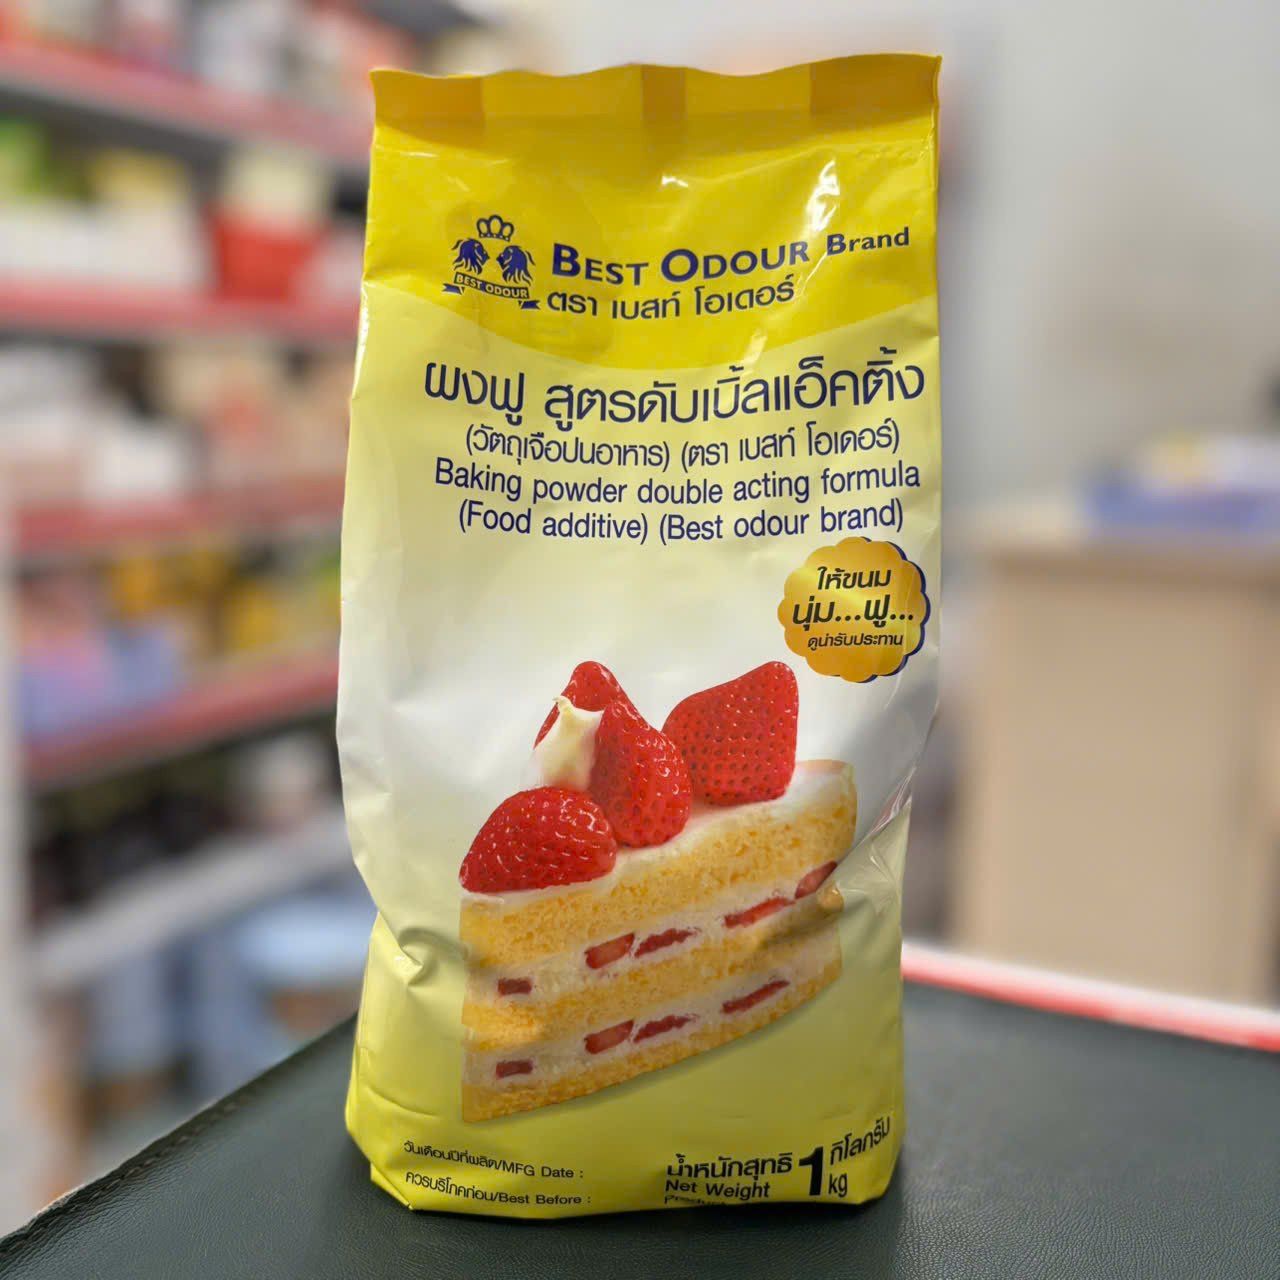 BEST ODOUR Brand
BEST ODOUR
ตรา เบสท์ โอเดอร์
ผงฟู สูตรดับเบิ้ลแอ็คติ้ง
(วัตถุเจือปนอาหาร) (ตรา เบสท์ โอเดอร์)
Baking powder double acting formula
(Food additive) (Best odour brand)
ให้ขนม
นุ่ม...ฟู...
ดูน่ารับประทาน
วันเดือนปีที่ผลิต/MFG Date :
ควรบริโภคก่อน/Best Before :
น้ำหนักสุทธิ 1 กิโลกรัม
Net Weight kg